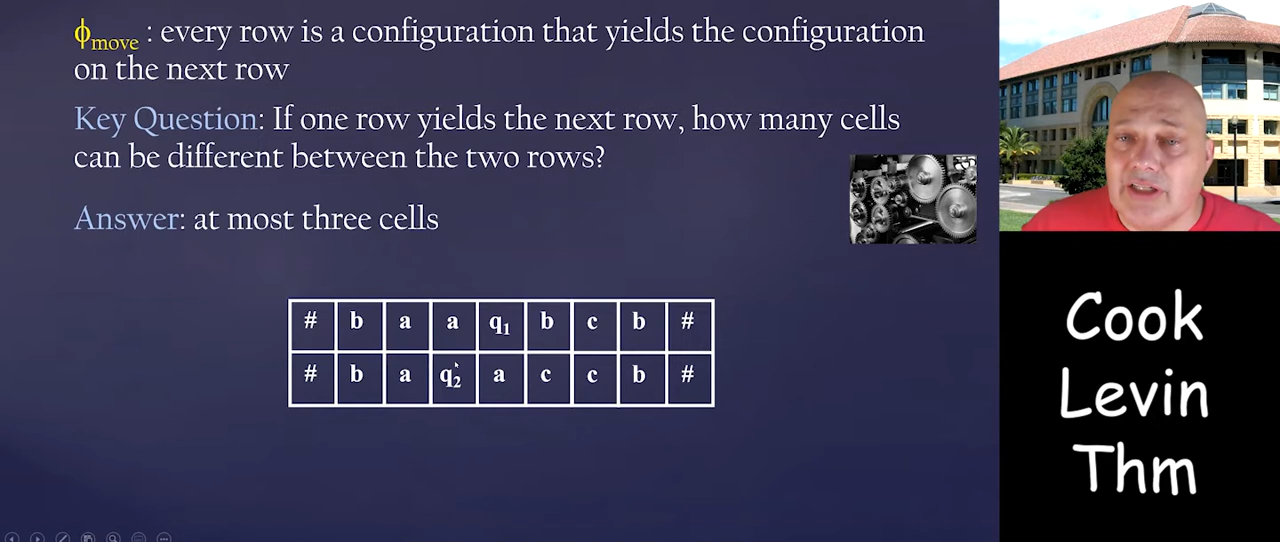 ϕmove : every row is a configuration that yields the configuration
on the next row
Key Question: If one row yields the next row, how many cells
can be different between the two rows?
Answer: at most three cells
# b a a q₁ b c b #
# b a q₂ a c c b #
Cook
Levin
Thm